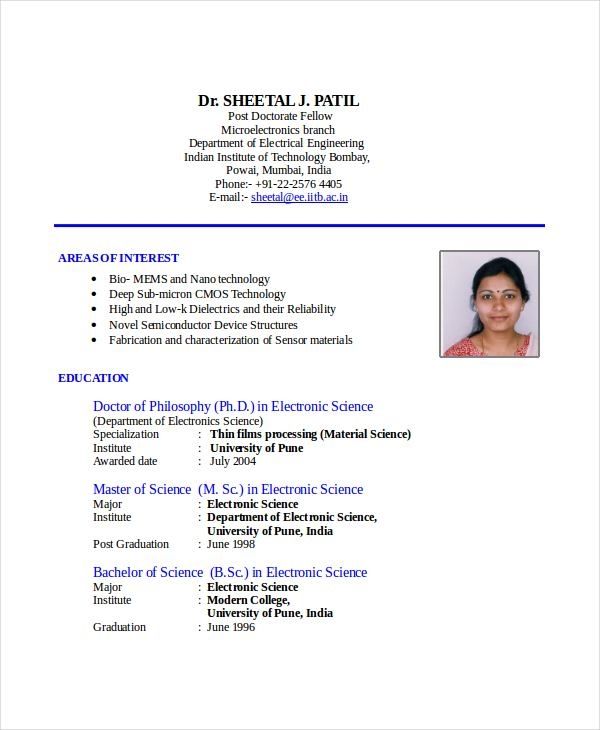 Dr. SHEETAL J. PATIL
Post Doctorate Fellow
Microelectronics branch
Department of Electrical Engineering
Indian Institute of Technology Bombay,
Powai, Mumbai, India
Phone:- +91-22-2576 4405
E-mail:- sheetal@ee.iitb.ac.in
AREAS OF INTEREST
• Bio- MEMS and Nano technology
• Deep Sub-micron CMOS Technology
• High and Low-k Dielectrics and their Reliability
• Novel Semiconductor Device Structures
• Fabrication and characterization of Sensor materials
EDUCATION
Doctor of Philosophy (Ph.D.) in Electronic Science
(Department of Electronics Science)
Specialization : Thin films processing (Material Science)
Institute : University of Pune
Awarded date : July 2004
Master of Science (M. Sc.) in Electronic Science
Major : Electronic Science
Institute : Department of Electronic Science,
University of Pune, India
Post Graduation : June 1998
Bachelor of Science (B.Sc.) in Electronic Science
Major : Electronic Science
Institute : Modern College,
University of Pune, India
Graduation : June 1996